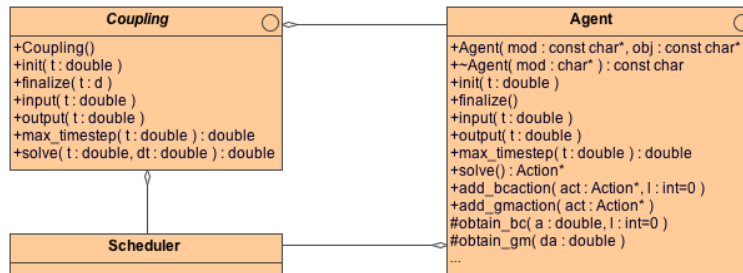 Coupling
+Coupling()
+init( t : double )
+finalize( t : d )
+input( t : double )
+output( t : double )
+max_timestep( t : double ) : double
+solve( t : double, dt : double ) : double
Agent
+Agent( mod : const char*, obj : const char*
+~Agent( mod : char* ) : const char
+init( t : double )
+finalize()
+input( t : double )
+output( t : double )
+max_timestep( t : double ) : double
+solve() : Action*
+add_bcaction( act : Action*, l : int=0 )
+add_gmaction( act : Action* )
#obtain_bc( a : double, l : int=0 )
#obtain_gm( da : double )
...
Scheduler